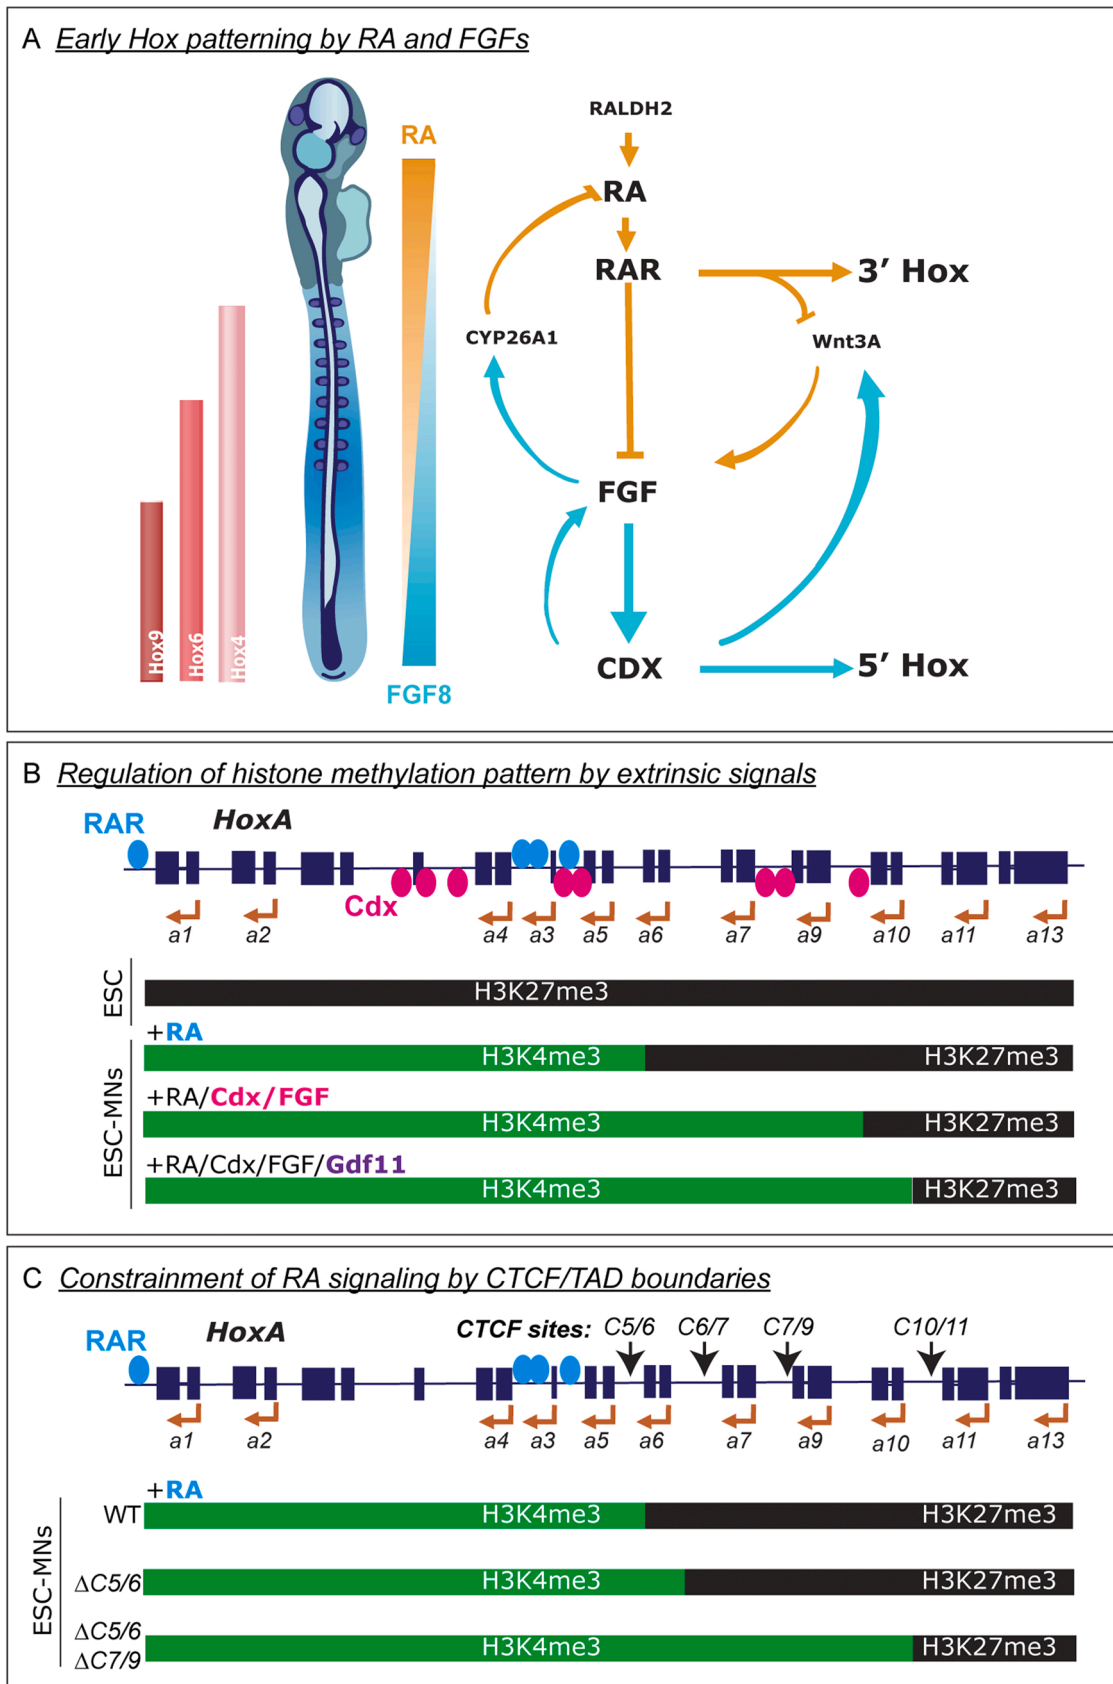 A Early Hox patterning by RA and FGFs
RA
RALDH2
RA
RAR
3′ Hox
CYP26A1
Wnt3A
FGF
CDX
5′ Hox
Hox9
Hox6
Hox4
FGF8
B Regulation of histone methylation pattern by extrinsic signals
RAR
HoxA
Cdx
a1 a2 a4 a3 a5 a6 a7 a9 a10 a11 a13
ESC
H3K27me3
ESC-MNs
+RA
H3K4me3 H3K27me3
+RA/Cdx/FGF
H3K4me3 H3K27me3
+RA/Cdx/FGF/Gdf11
H3K4me3 H3K27me3
C Constrainment of RA signaling by CTCF/TAD boundaries
RAR
HoxA
CTCF sites: C5/6 C6/7 C7/9 C10/11
a1 a2 a4 a3 a5 a6 a7 a9 a10 a11 a13
ESC-MNs
+RA
WT H3K4me3 H3K27me3
ΔC5/6 H3K4me3 H3K27me3
ΔC5/6
ΔC7/9 H3K4me3 H3K27me3